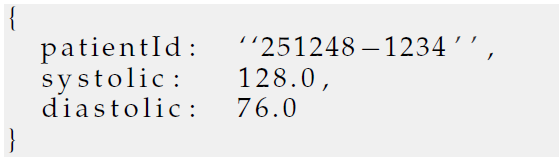 {
patientId: ‘‘251248−1234’’,
systolic: 128.0,
diastolic: 76.0
}